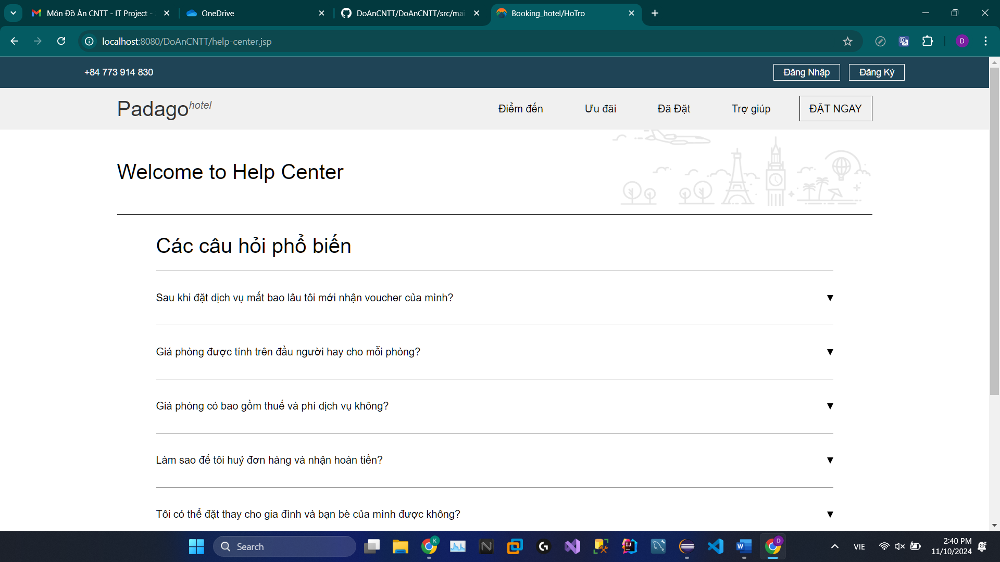 Môn Đồ Án CNTT - IT Project -
OneDrive
DoAnCNTT/DoAnCNTT/src/mai
Booking_hotel/HoTro
localhost:8080/DoAnCNTT/help-center.jsp
D
+84 773 914 830
Đăng Nhập
Đăng Ký
Padago hotel
Điểm đến
Ưu đãi
Đã Đặt
Trợ giúp
ĐẶT NGAY
Welcome to Help Center
Các câu hỏi phổ biến
Sau khi đặt dịch vụ mất bao lâu tôi mới nhận voucher của mình?
Giá phòng được tính trên đầu người hay cho mỗi phòng?
Giá phòng có bao gồm thuế và phí dịch vụ không?
Làm sao để tôi huỷ đơn hàng và nhận hoàn tiền?
Tôi có thể đặt thay cho gia đình và bạn bè của mình được không?
Search
K
D
VIE
2:40 PM
11/10/2024